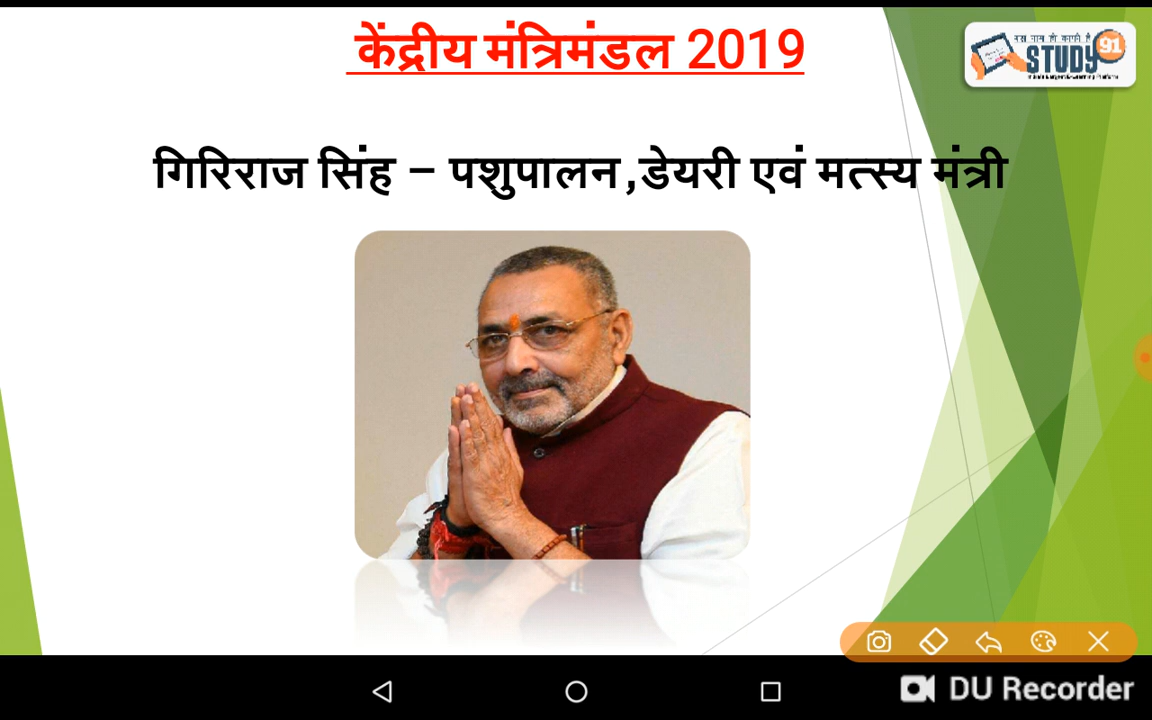 केंद्रीय मंत्रिमंडल 2019
STUDY 91
गिरिराज सिंह – पशुपालन,डेयरी एवं मत्स्य मंत्री
DU Recorder